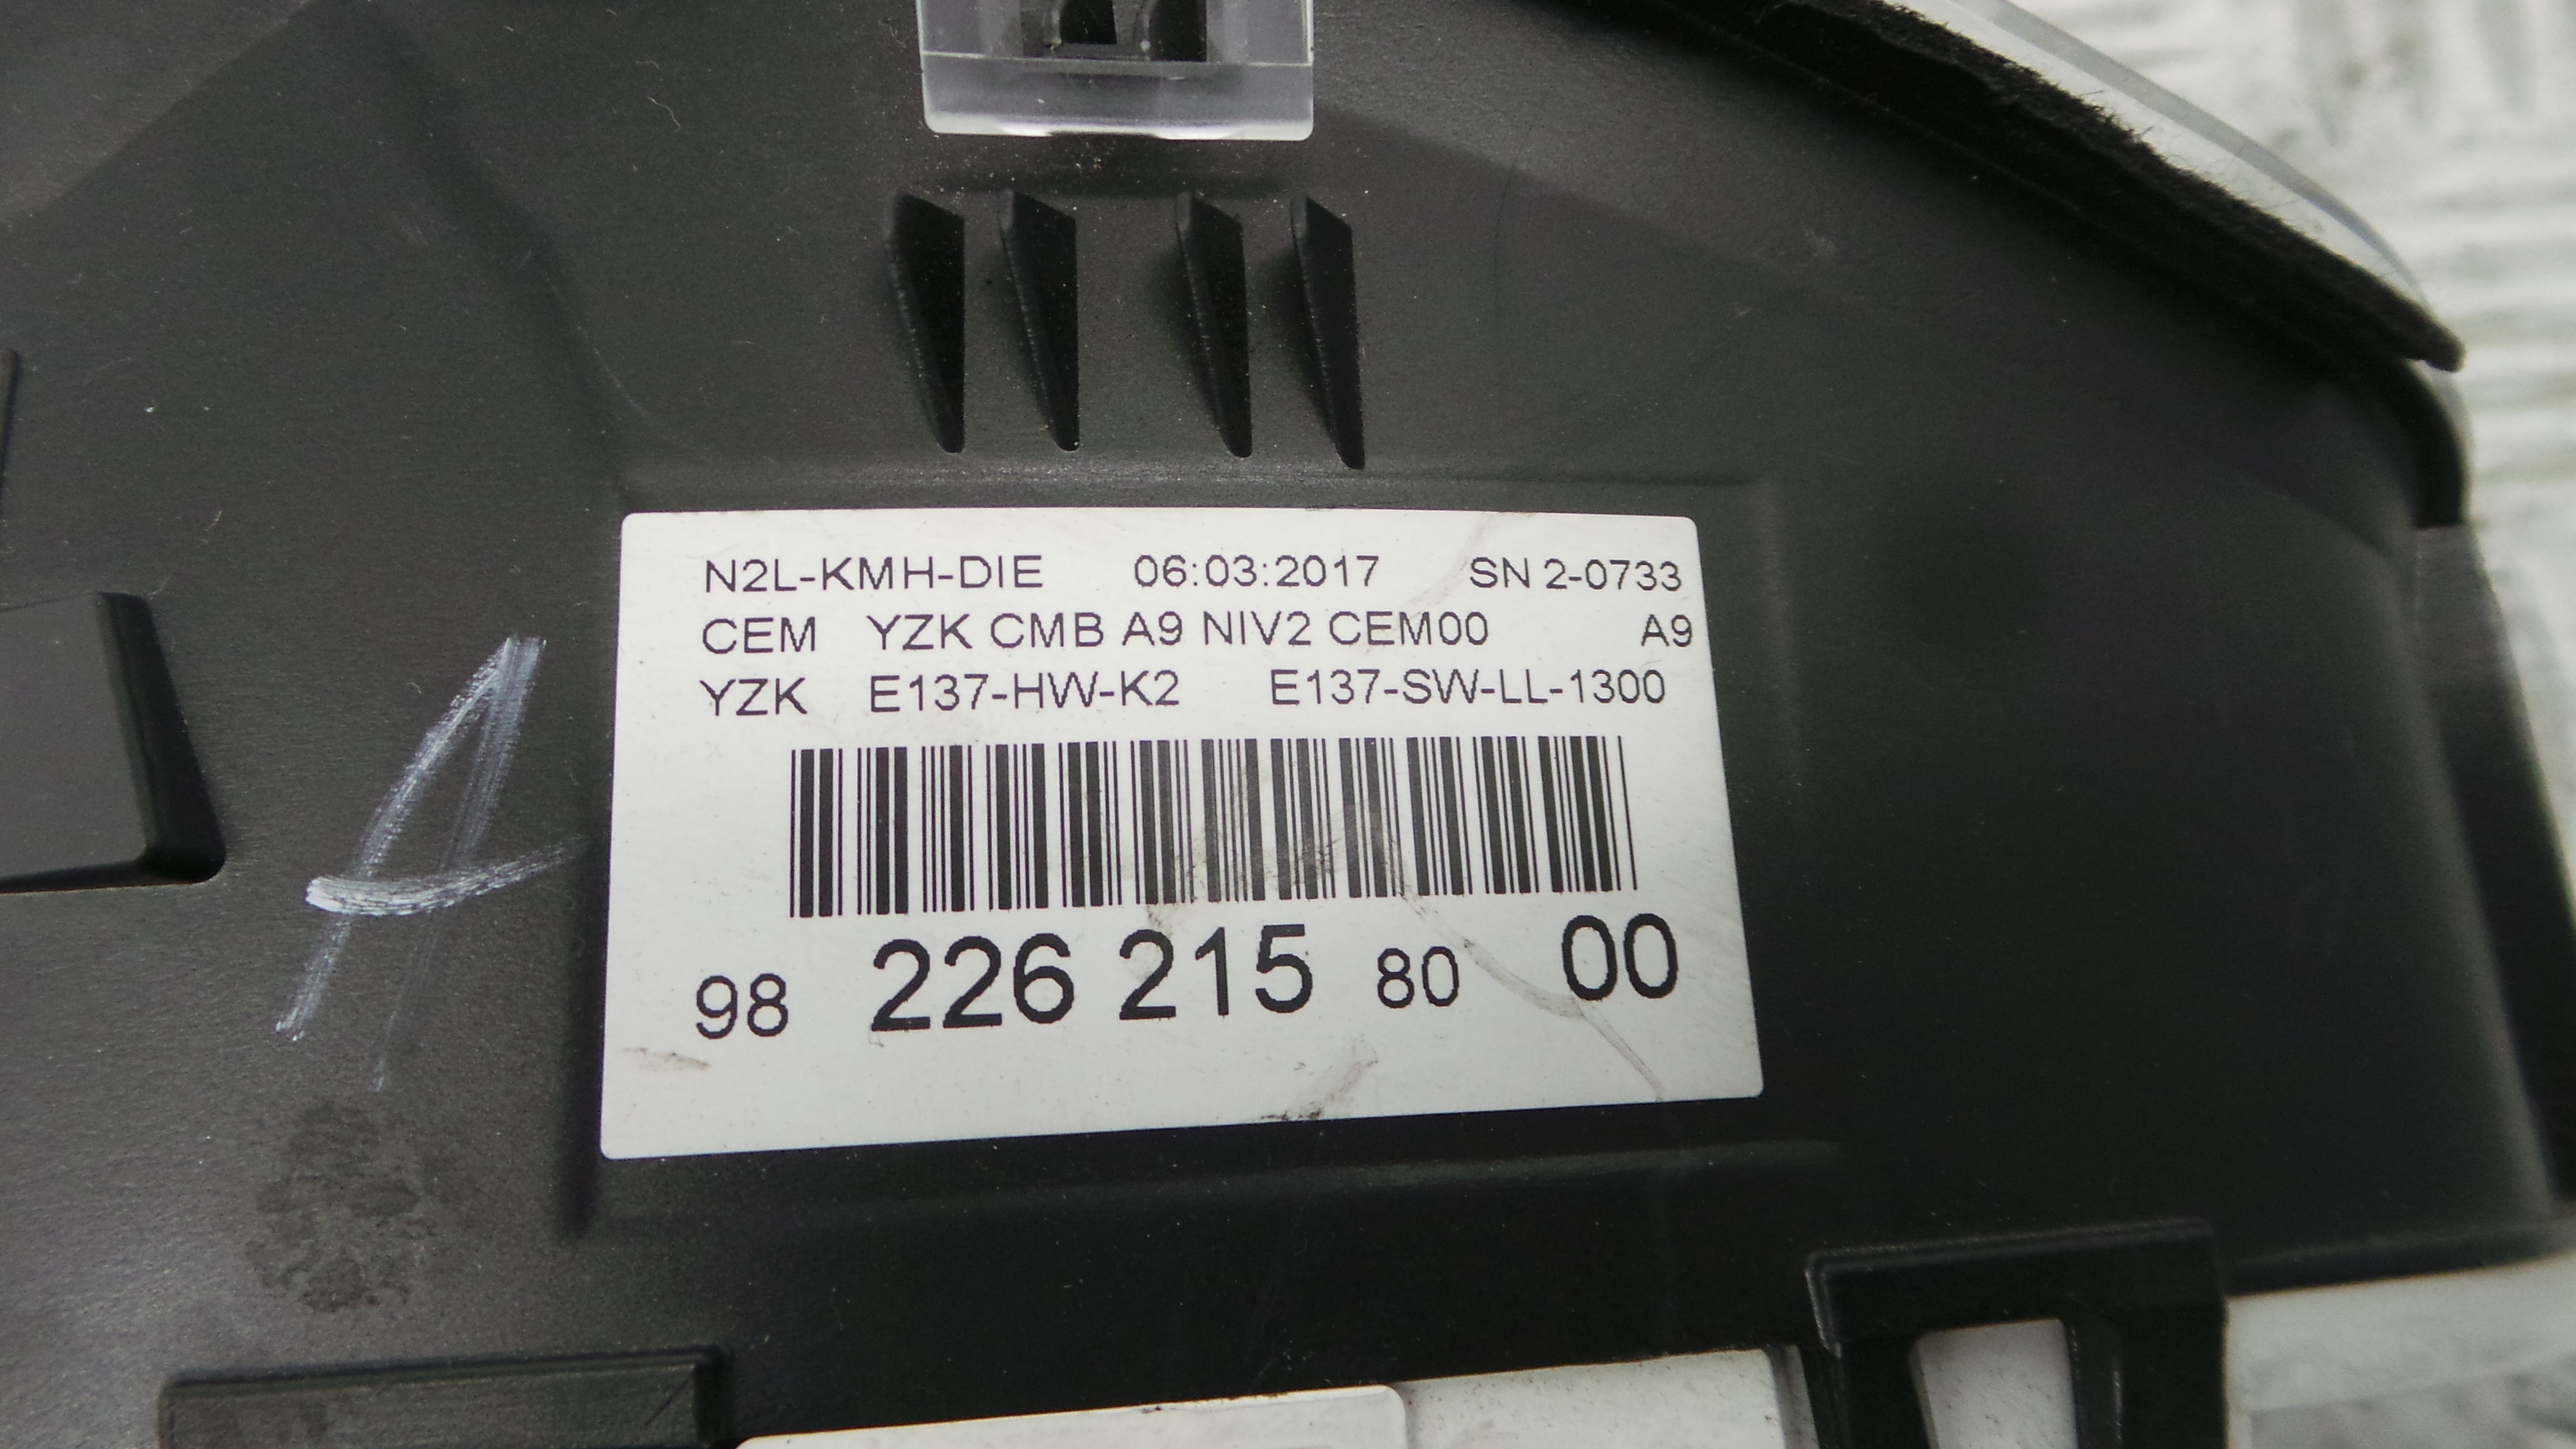 N2L-KMH-DIE 06:03:2017 SN 2-0733
CEM YZK CMB A9 NIV2 CEM00 A9
YZK E137-HW-K2 E137-SW-LL-1300
98 226 215 80 00
A